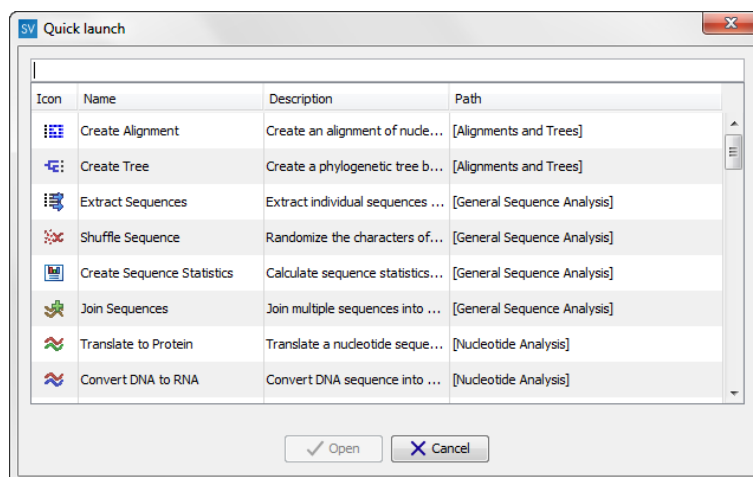 SV Quick launch
Icon Name Description Path
Create Alignment Create an alignment of nucle... [Alignments and Trees]
Create Tree Create a phylogenetic tree b... [Alignments and Trees]
Extract Sequences Extract individual sequences ... [General Sequence Analysis]
Shuffle Sequence Randomize the characters of... [General Sequence Analysis]
Create Sequence Statistics Calculate sequence statistics... [General Sequence Analysis]
Join Sequences Join multiple sequences into ... [General Sequence Analysis]
Translate to Protein Translate a nucleotide seque... [Nucleotide Analysis]
Convert DNA to RNA Convert DNA sequence into ... [Nucleotide Analysis]
Open Cancel